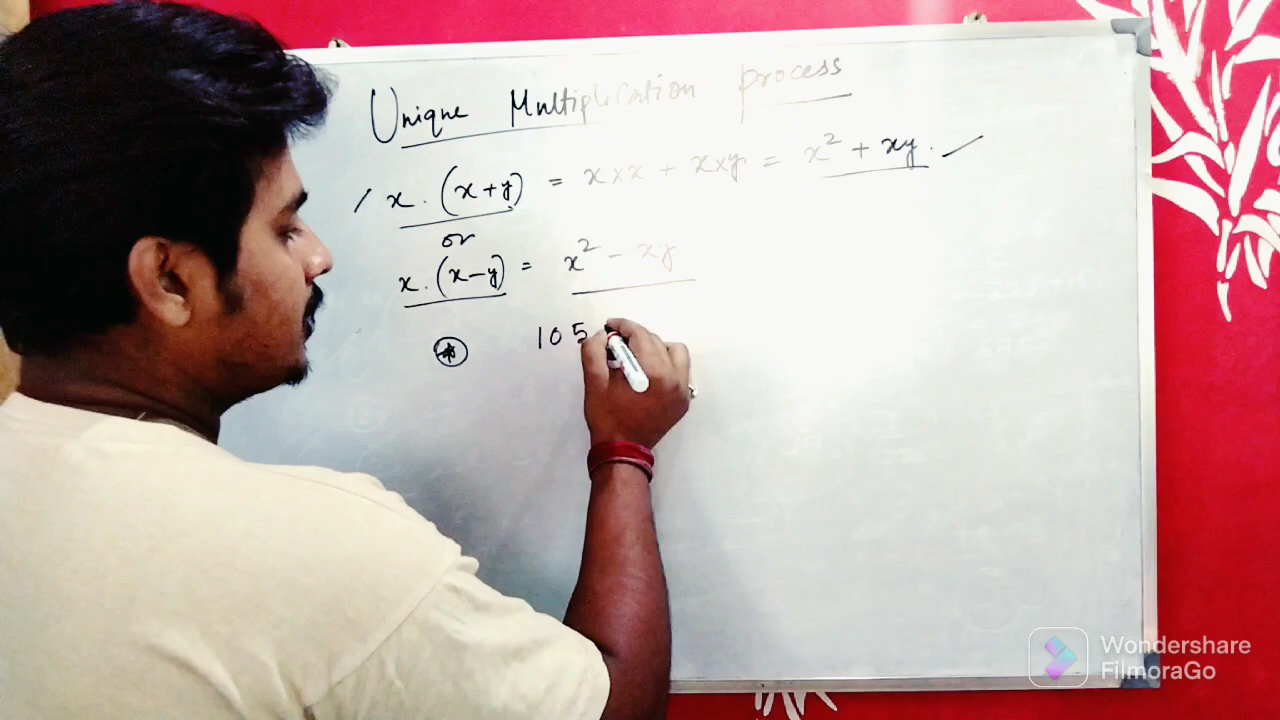 Unique Multiplication process
x . (x+y) = x×x + x×y = x² + xy.
or
x. (x−y) = x² − xy
105
Wondershare
FilmoraGo